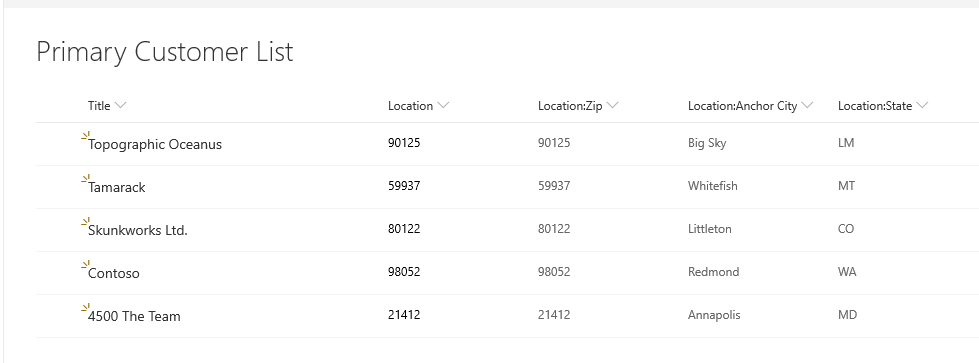 Primary Customer List
Title Location Location:Zip Location:Anchor City Location:State
Topographic Oceanus 90125 90125 Big Sky LM
Tamarack 59937 59937 Whitefish MT
Skunkworks Ltd. 80122 80122 Littleton CO
Contoso 98052 98052 Redmond WA
4500 The Team 21412 21412 Annapolis MD